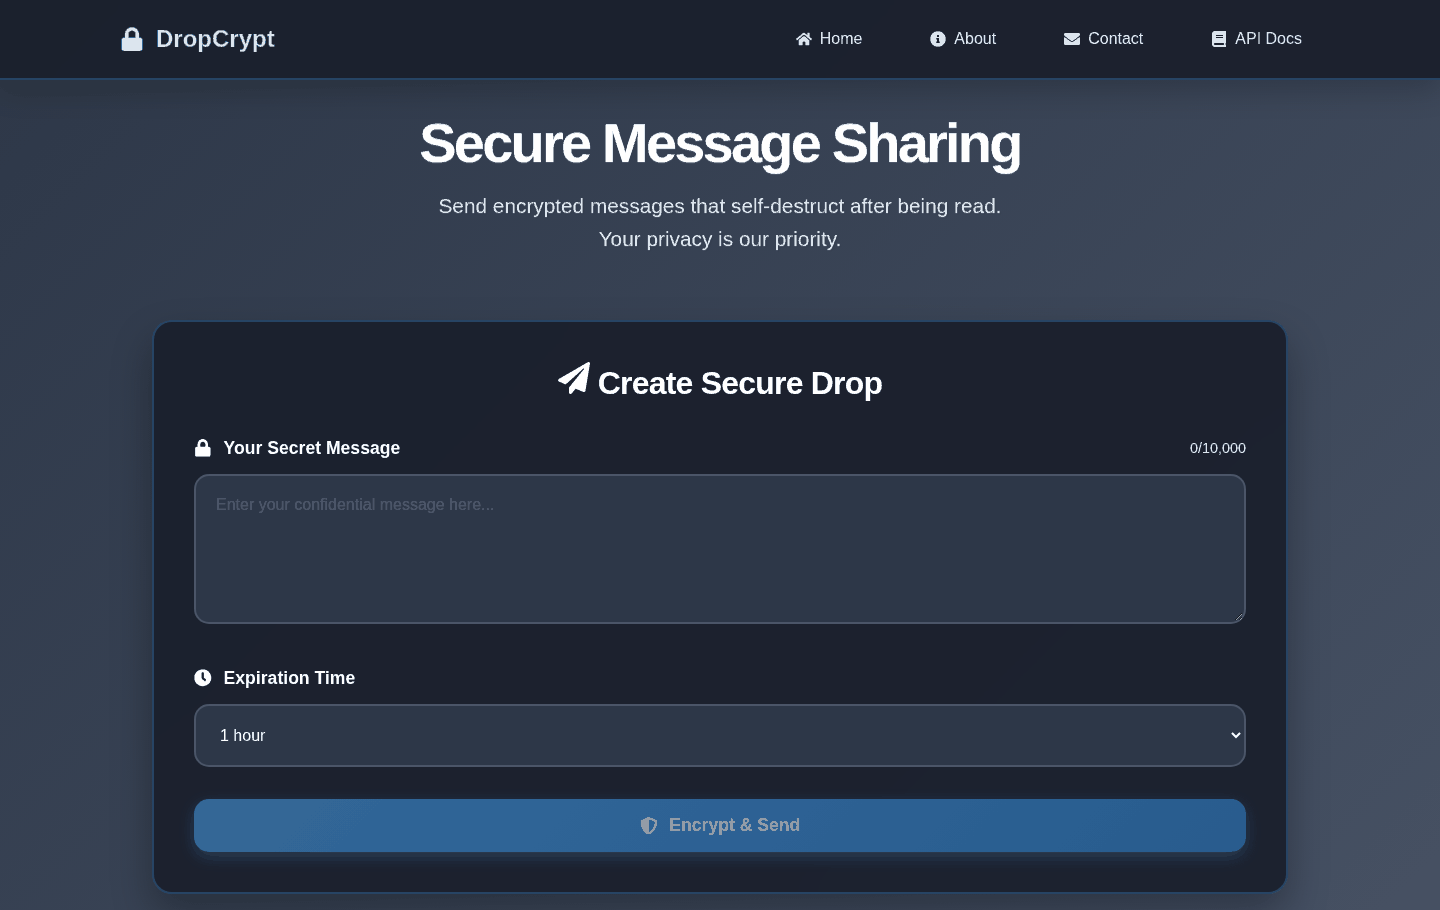 DropCrypt
Home
About
Contact
API Docs
Secure Message Sharing
Send encrypted messages that self-destruct after being read.
Your privacy is our priority.
Create Secure Drop
Your Secret Message
0/10,000
Enter your confidential message here...
Expiration Time
1 hour
Encrypt & Send